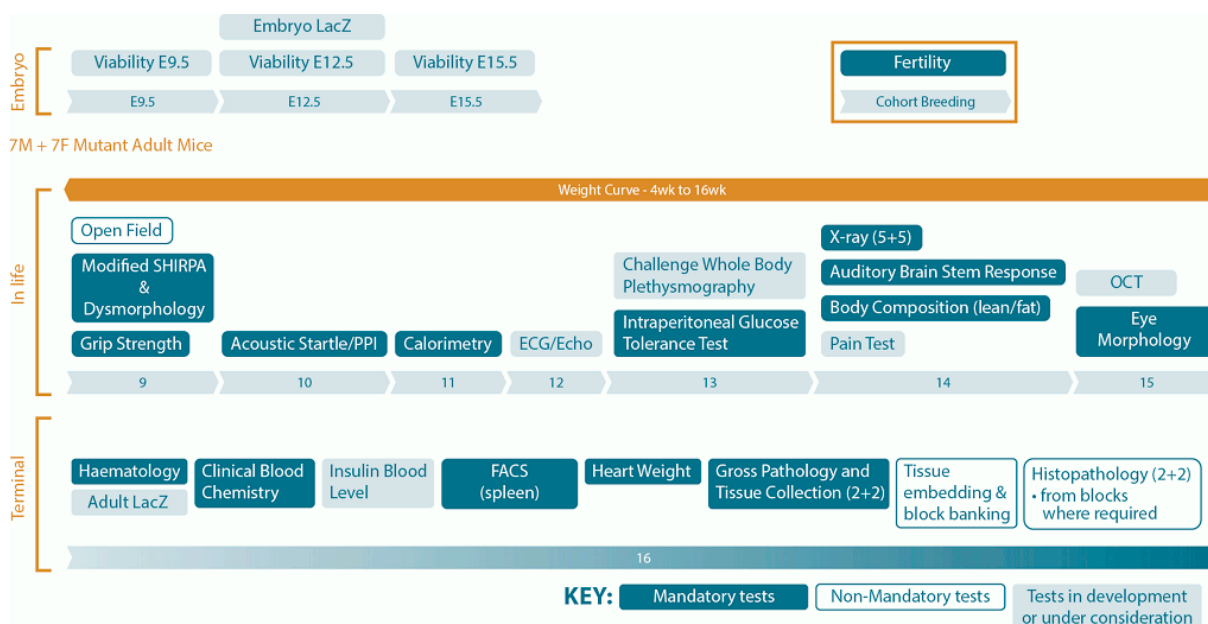 Embryo LacZ
Embryo
Viability E9.5
Viability E12.5
Viability E15.5
Fertility
E9.5
E12.5
E15.5
Cohort Breeding
7M + 7F Mutant Adult Mice
Weight Curve - 4wk to 16wk
In life
Open Field
Modified SHIRPA
&
Dysmorphology
Grip Strength
Acoustic Startle/PPI
Calorimetry
ECG/Echo
Challenge Whole Body
Plethysmography
Intraperitoneal Glucose
Tolerance Test
X-ray (5+5)
Auditory Brain Stem Response
Body Composition (lean/fat)
Pain Test
OCT
Eye
Morphology
9
10
11
12
13
14
15
Terminal
Haematology
Adult LacZ
Clinical Blood
Chemistry
Insulin Blood
Level
FACS
(spleen)
Heart Weight
Gross Pathology and
Tissue Collection (2+2)
Tissue
embedding &
block banking
Histopathology (2+2)
• from blocks
where required
16
KEY:
Mandatory tests
Non-Mandatory tests
Tests in development
or under consideration